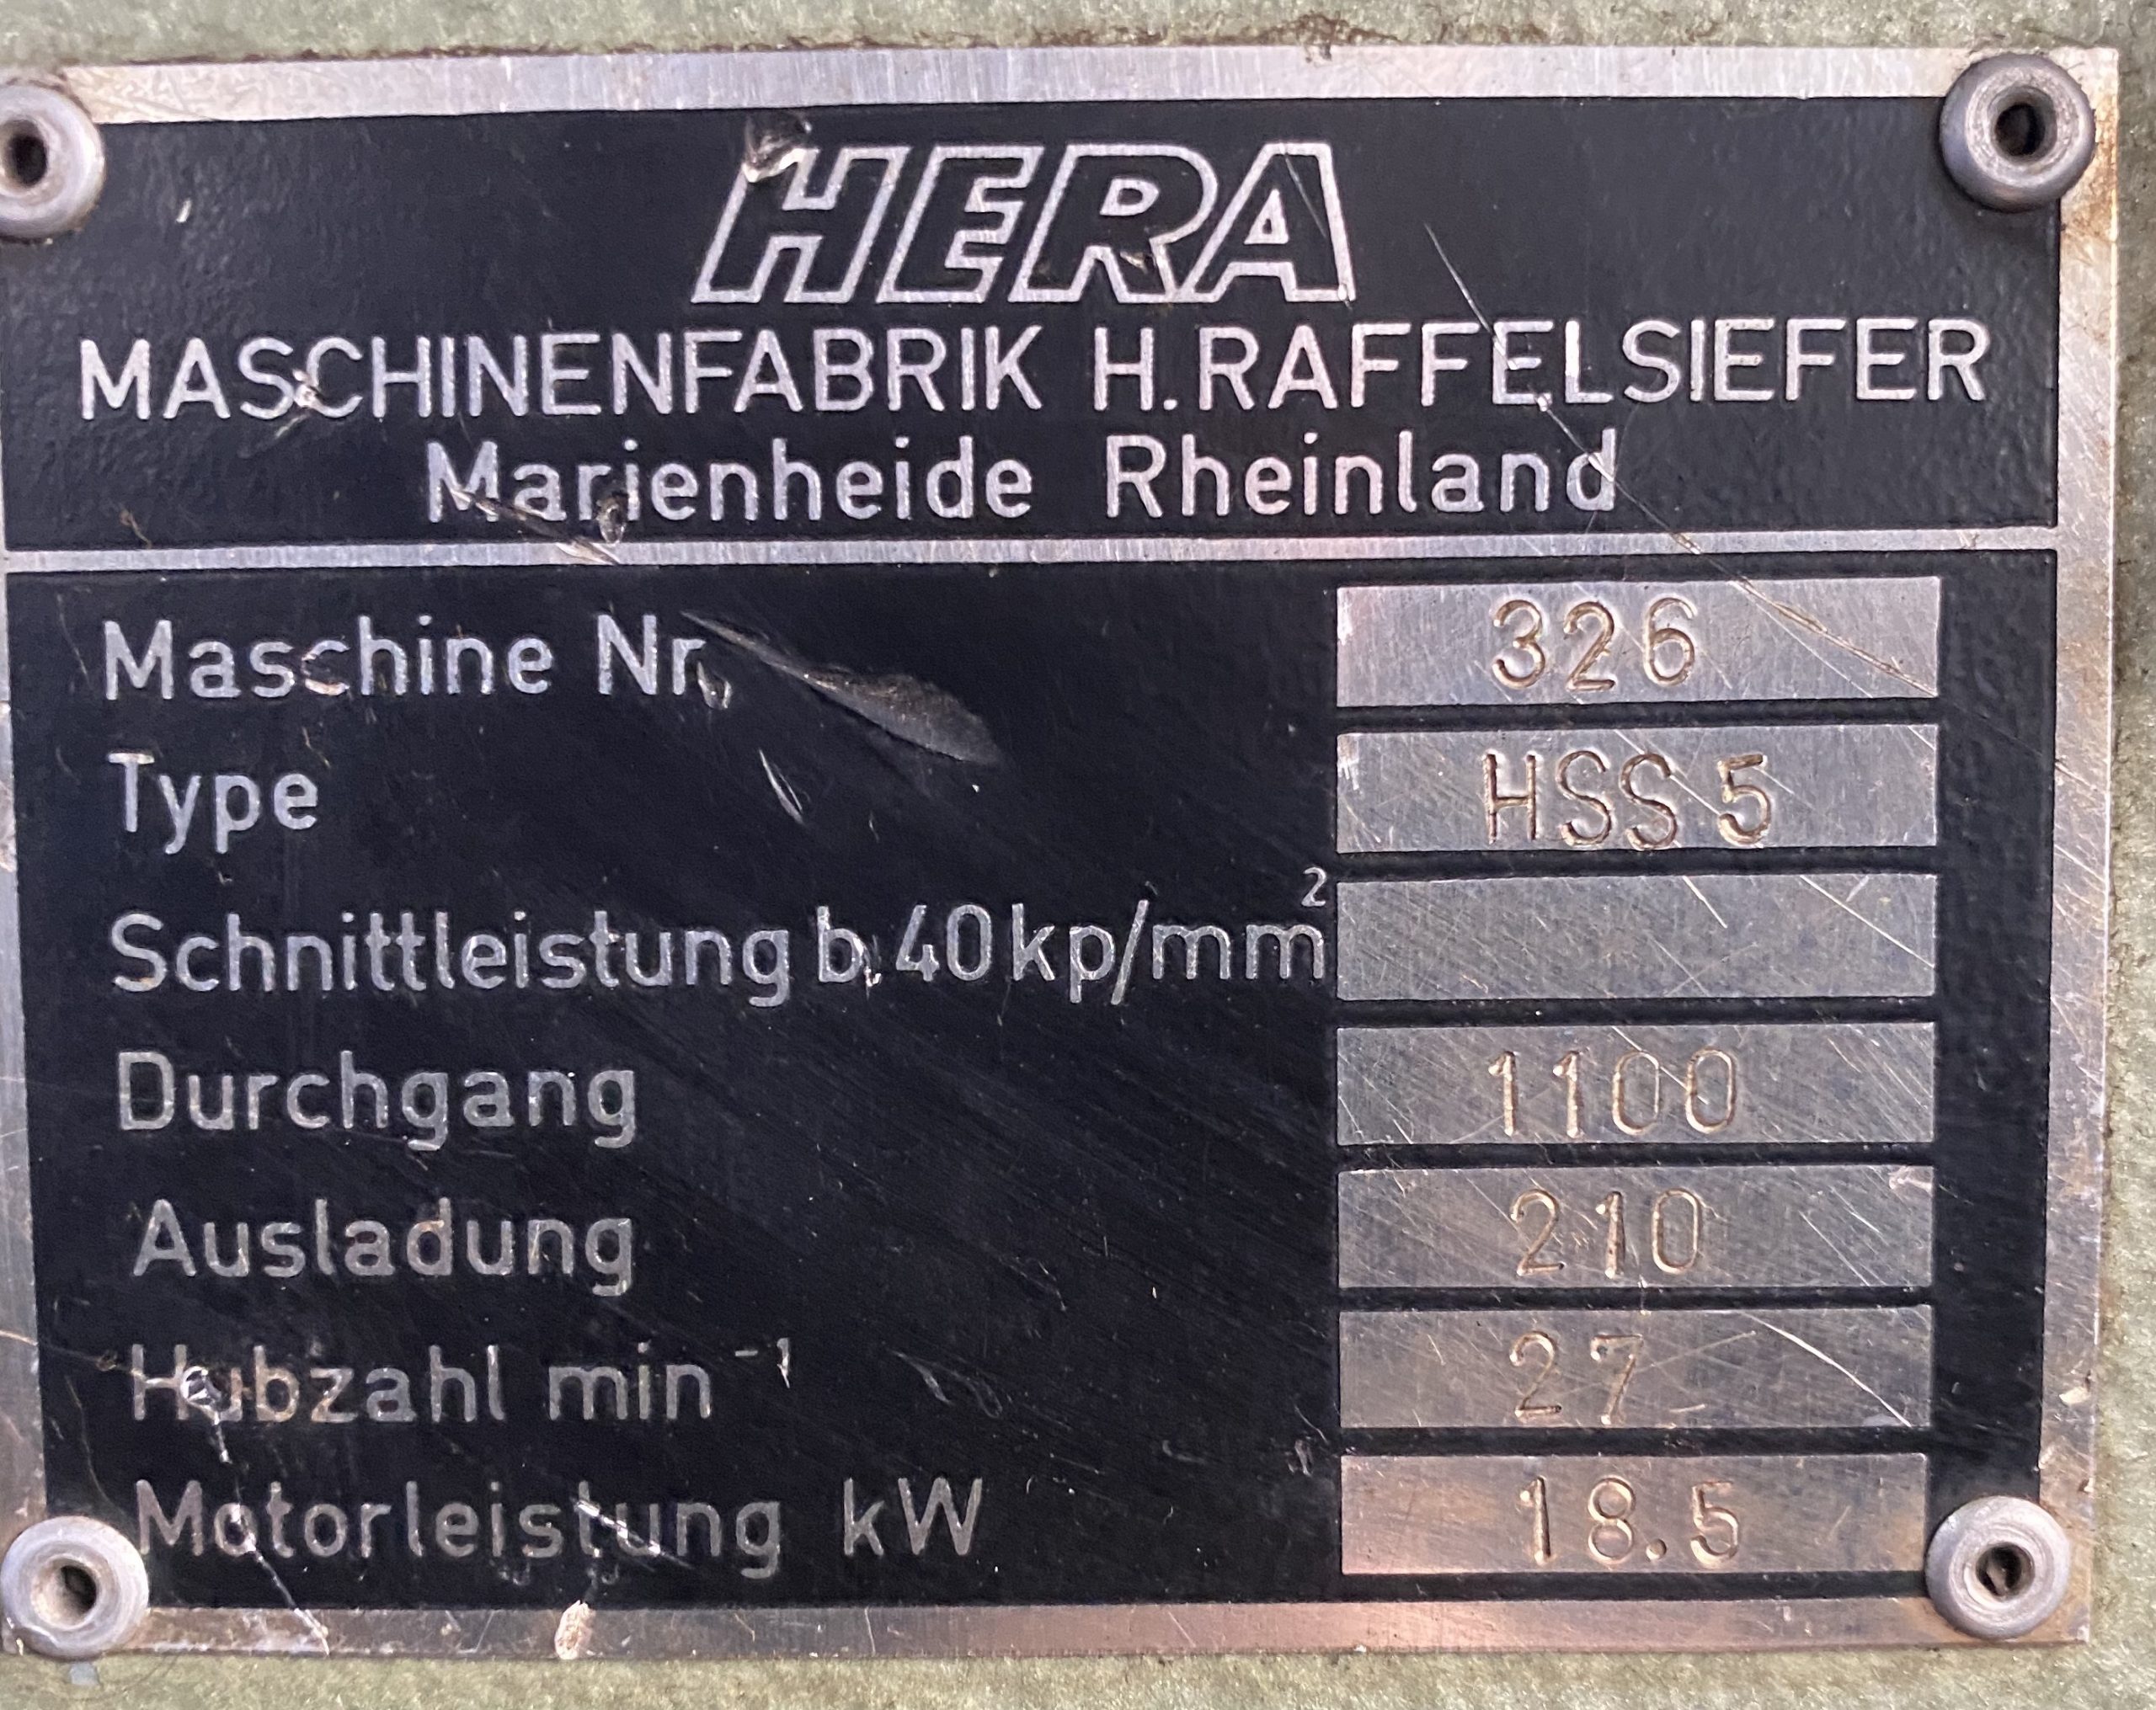 HERA
MASCHINENFABRIK H.RAFFELSIEFER
Marienheide Rheinland
Maschine Nr. 326
Type HSS 5
Schnittleistung b. 40 kp/mm²
Durchgang 1100
Ausladung 210
Hubzahl min⁻¹ 27
Motorleistung kW 18.5